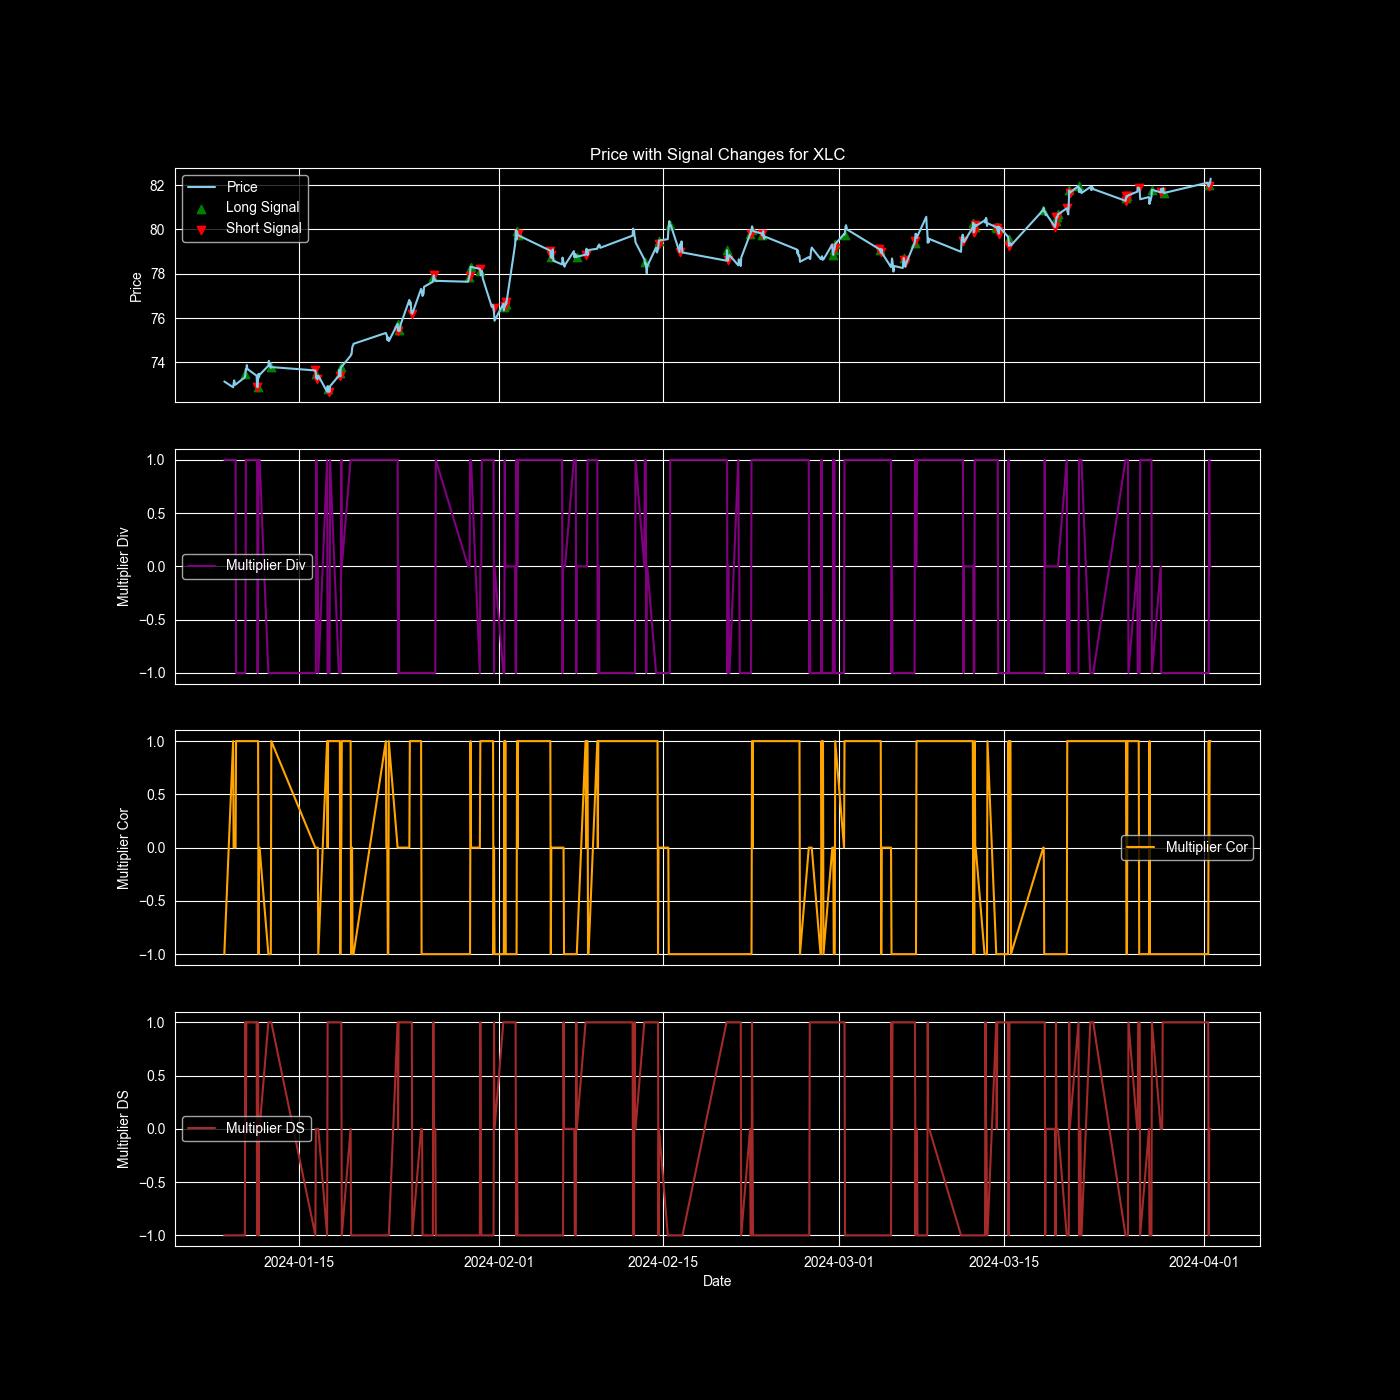 Price with Signal Changes for XLC
82
80
78
76
74
Price
Price
Long Signal
Short Signal
1.0
0.5
0.0
−0.5
−1.0
Multiplier Div
Multiplier Div
1.0
0.5
0.0
−0.5
−1.0
Multiplier Cor
Multiplier Cor
1.0
0.5
0.0
−0.5
−1.0
Multiplier DS
Multiplier DS
2024-01-15
2024-02-01
2024-02-15
2024-03-01
2024-03-15
2024-04-01
Date